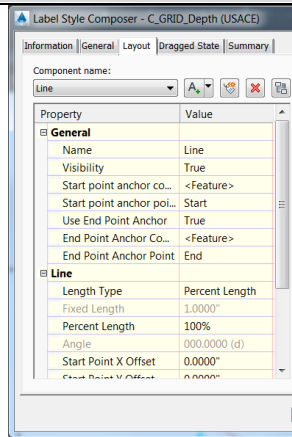 Label Style Composer - C_GRID_Depth (USACE)
Information General Layout Dragged State Summary
Component name:
Line
Property Value
General
Name Line
Visibility True
Start point anchor co... <Feature>
Start point anchor poi... Start
Use End Point Anchor True
End Point Anchor Co... <Feature>
End Point Anchor Point End
Line
Length Type Percent Length
Fixed Length 1.0000"
Percent Length 100%
Angle 000.0000 (d)
Start Point X Offset 0.0000"
Start Point Y Offset 0.0000"